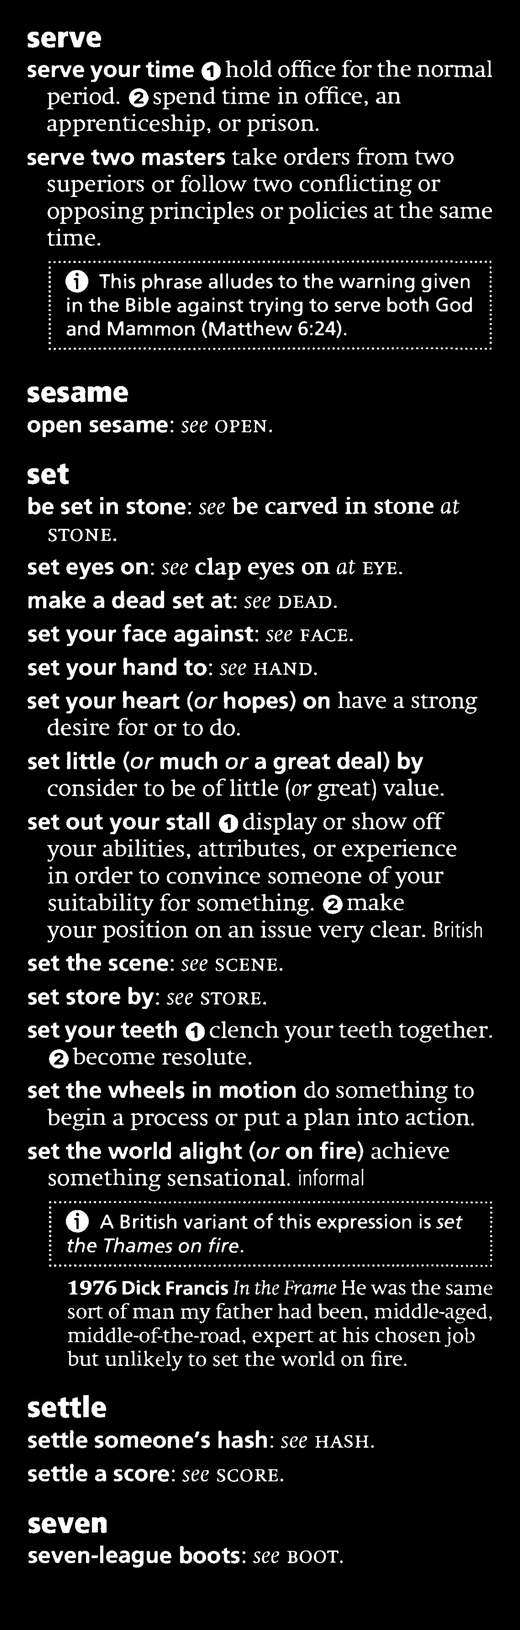 serve
serve your time ❶ hold office for the normal
period. ❷ spend time in office, an
apprenticeship, or prison.
serve two masters take orders from two
superiors or follow two conflicting or
opposing principles or policies at the same
time.
ⓘ This phrase alludes to the warning given
in the Bible against trying to serve both God
and Mammon (Matthew 6:24).
sesame
open sesame: see OPEN.
set
be set in stone: see be carved in stone at
STONE.
set eyes on: see clap eyes on at EYE.
make a dead set at: see DEAD.
set your face against: see FACE.
set your hand to: see HAND.
set your heart (or hopes) on have a strong
desire for or to do.
set little (or much or a great deal) by
consider to be of little (or great) value.
set out your stall ❶ display or show off
your abilities, attributes, or experience
in order to convince someone of your
suitability for something. ❷ make
your position on an issue very clear. British
set the scene: see SCENE.
set store by: see STORE.
set your teeth ❶ clench your teeth together.
❷ become resolute.
set the wheels in motion do something to
begin a process or put a plan into action.
set the world alight (or on fire) achieve
something sensational. informal
ⓘ A British variant of this expression is set
the Thames on fire.
1976 Dick Francis In the Frame He was the same
sort of man my father had been, middle-aged,
middle-of-the-road, expert at his chosen job
but unlikely to set the world on fire.
settle
settle someone's hash: see HASH.
settle a score: see SCORE.
seven
seven-league boots: see BOOT.